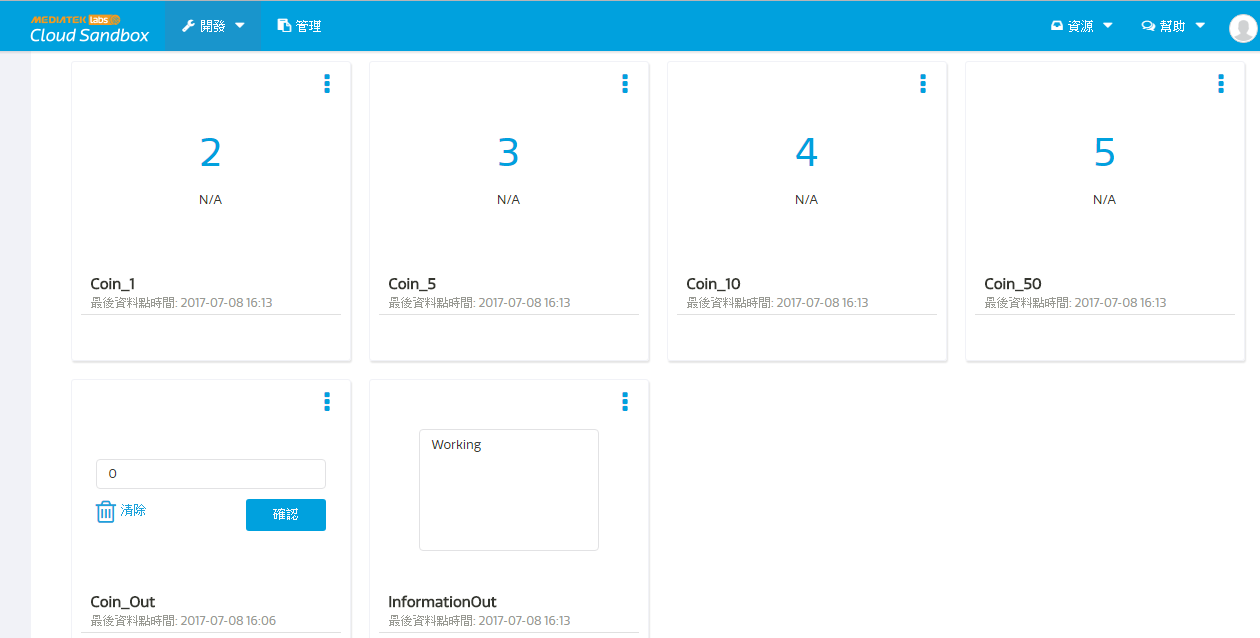 MEDIATEK labs
Cloud Sandbox
開發
管理
資源
幫助
2
N/A
Coin_1
最後資料點時間: 2017-07-08 16:13
3
N/A
Coin_5
最後資料點時間: 2017-07-08 16:13
4
N/A
Coin_10
最後資料點時間: 2017-07-08 16:13
5
N/A
Coin_50
最後資料點時間: 2017-07-08 16:13
0
清除
確認
Coin_Out
最後資料點時間: 2017-07-08 16:06
Working
InformationOut
最後資料點時間: 2017-07-08 16:13